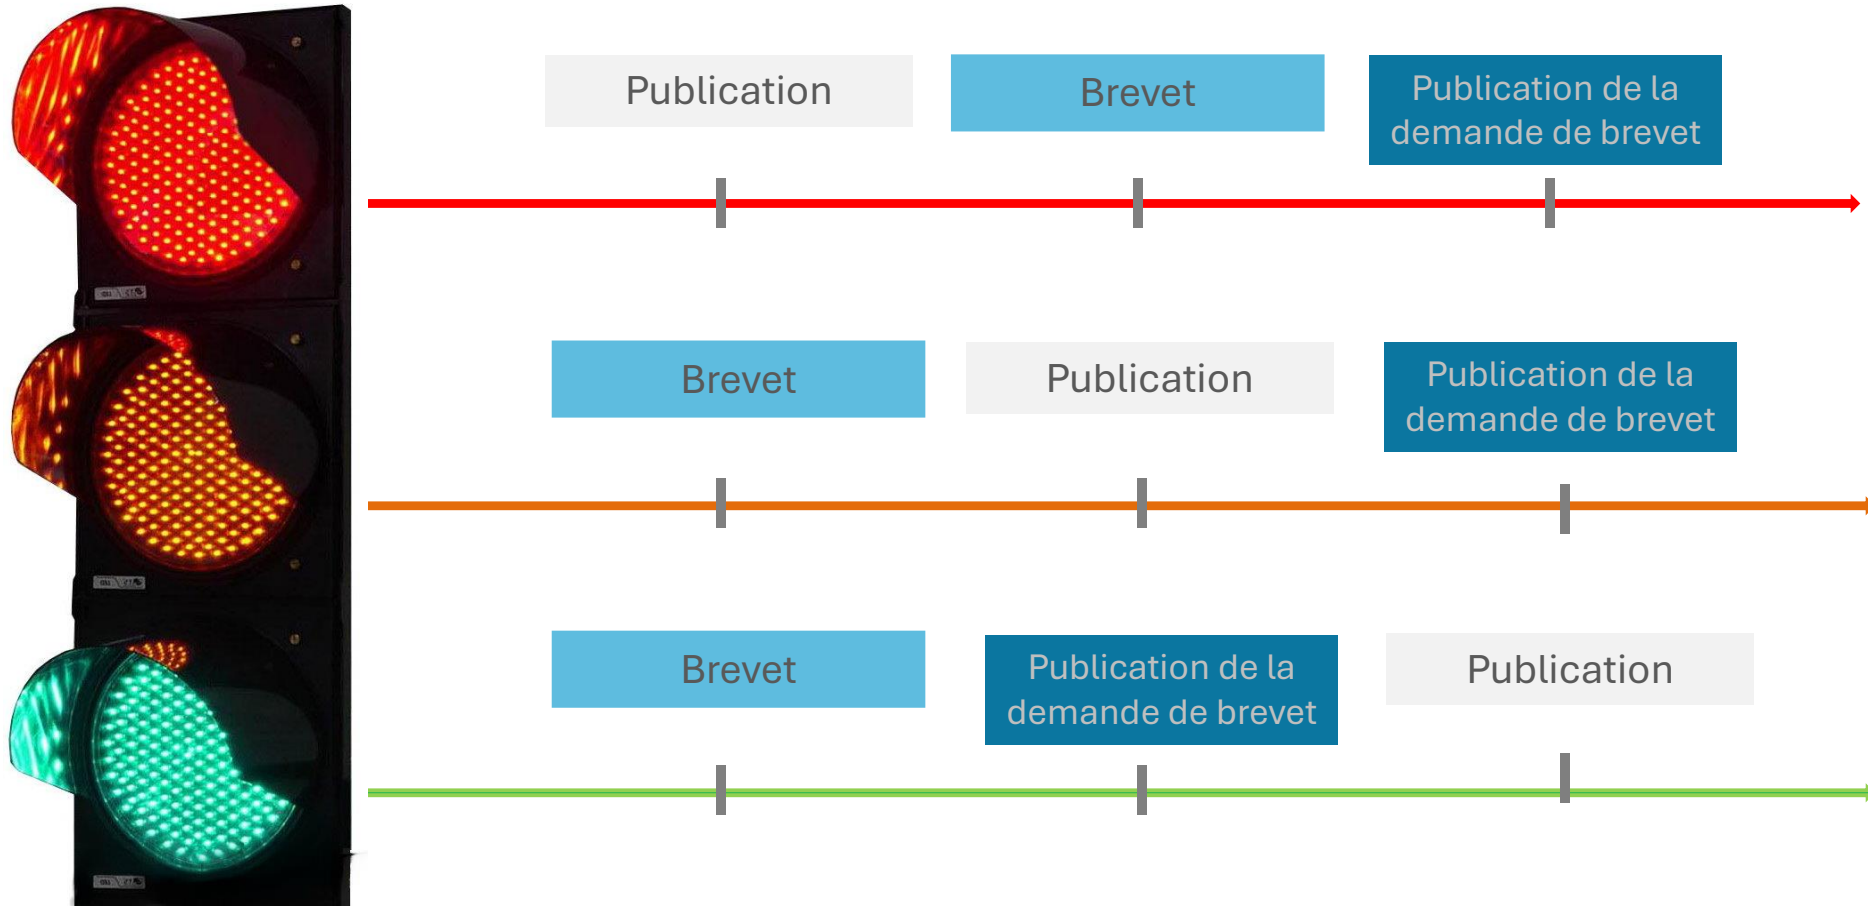 Publication
Brevet
Publication de la
demande de brevet
Brevet
Publication
Publication de la
demande de brevet
Brevet
Publication de la
demande de brevet
Publication